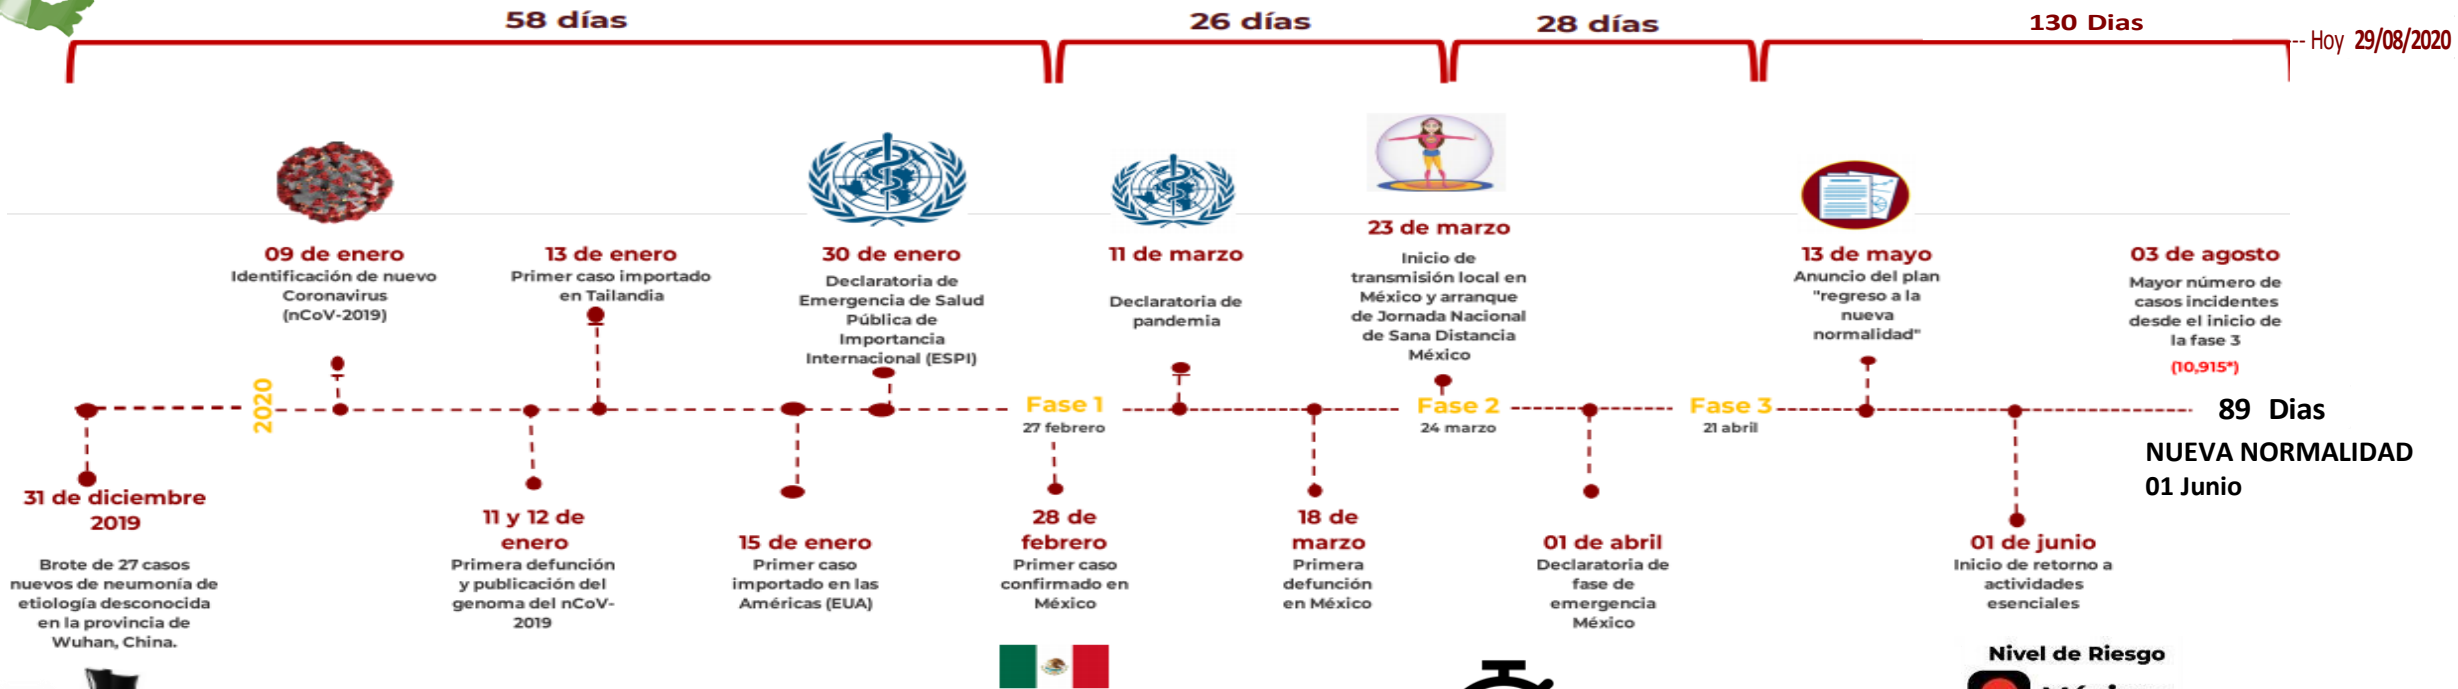 58 días
26 días
28 días
130 Dias
-- Hoy 29/08/2020
09 de enero
Identificación de nuevo
Coronavirus
(nCoV-2019)
13 de enero
Primer caso importado
en Tailandia
30 de enero
Declaratoria de
Emergencia de Salud
Pública de
Importancia
Internacional (ESPI)
11 de marzo
Declaratoria de
pandemia
23 de marzo
Inicio de
transmisión local en
México y arranque
de Jornada Nacional
de Sana Distancia
México
13 de mayo
Anuncio del plan
"regreso a la
nueva
normalidad"
03 de agosto
Mayor número de
casos incidentes
desde el inicio de
la fase 3
(10,915*)
2020
Fase 1
27 febrero
Fase 2
24 marzo
Fase 3
21 abril
89 Dias
NUEVA NORMALIDAD
01 Junio
31 de diciembre
2019
Brote de 27 casos
nuevos de neumonía de
etiología desconocida
en la provincia de
Wuhan, China.
11 y 12 de
enero
Primera defunción
y publicación del
genoma del nCoV-
2019
15 de enero
Primer caso
importado en las
Américas (EUA)
28 de
febrero
Primer caso
confirmado en
México
18 de
marzo
Primera
defunción
en México
01 de abril
Declaratoria de
fase de
emergencia
México
01 de junio
Inicio de retorno a
actividades
esenciales
Nivel de Riesgo